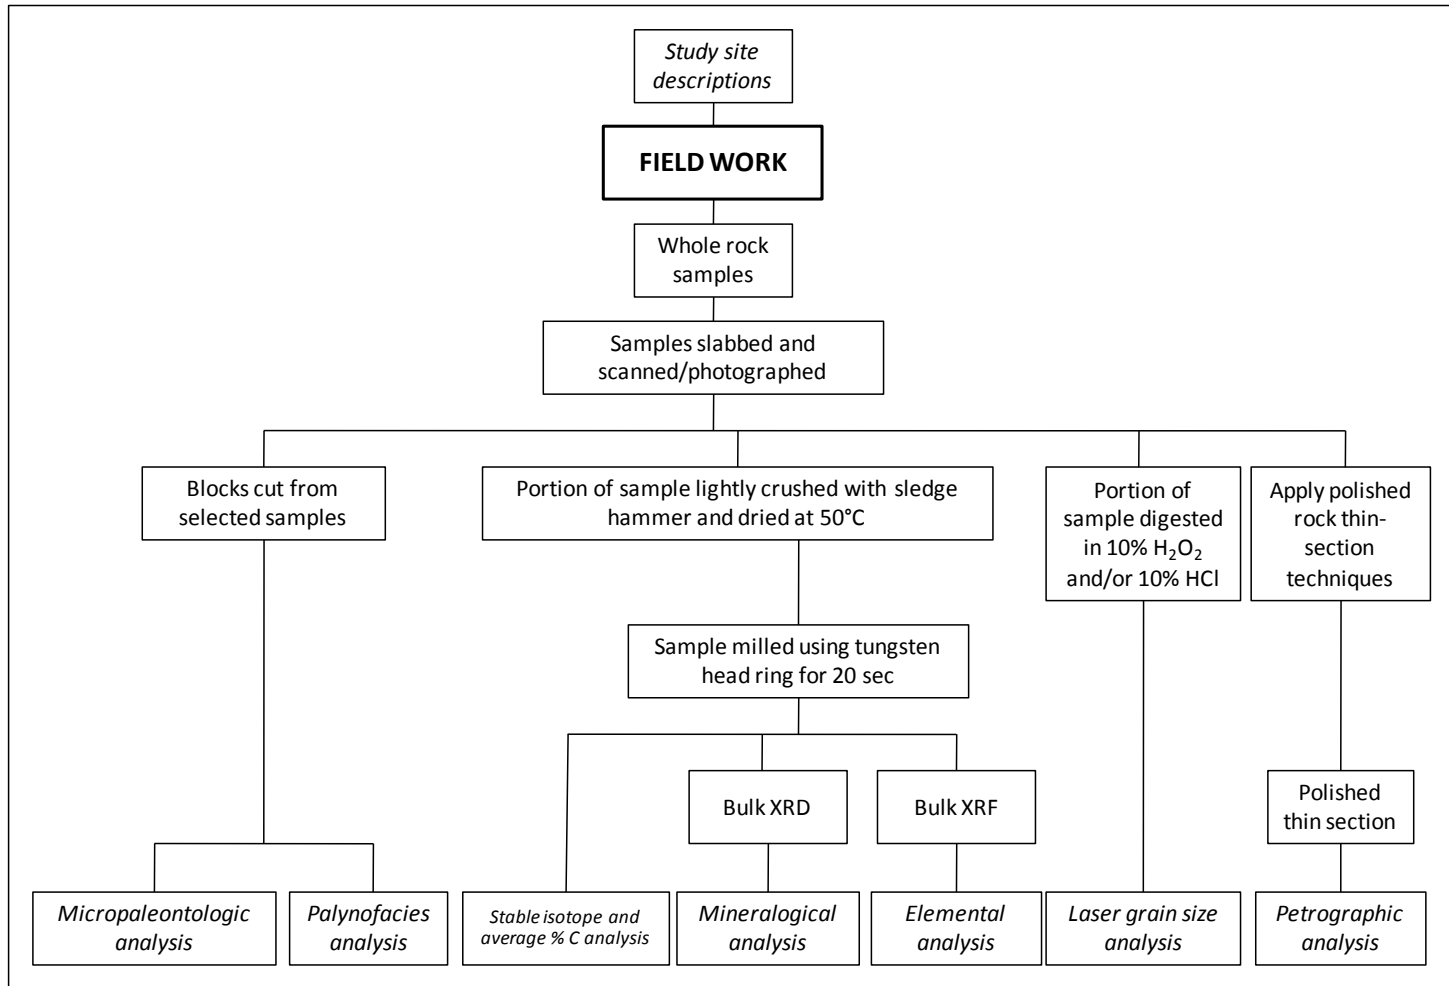 Study site
descriptions
FIELD WORK
Whole rock
samples
Samples slabbed and
scanned/photographed
Blocks cut from
selected samples
Portion of sample lightly crushed with sledge
hammer and dried at 50°C
Portion of
sample digested
in 10% H₂O₂
and/or 10% HCl
Apply polished
rock thin-
section
techniques
Sample milled using tungsten
head ring for 20 sec
Bulk XRD
Bulk XRF
Polished
thin section
Micropaleontologic
analysis
Palynofacies
analysis
Stable isotope and
average % C analysis
Mineralogical
analysis
Elemental
analysis
Laser grain size
analysis
Petrographic
analysis